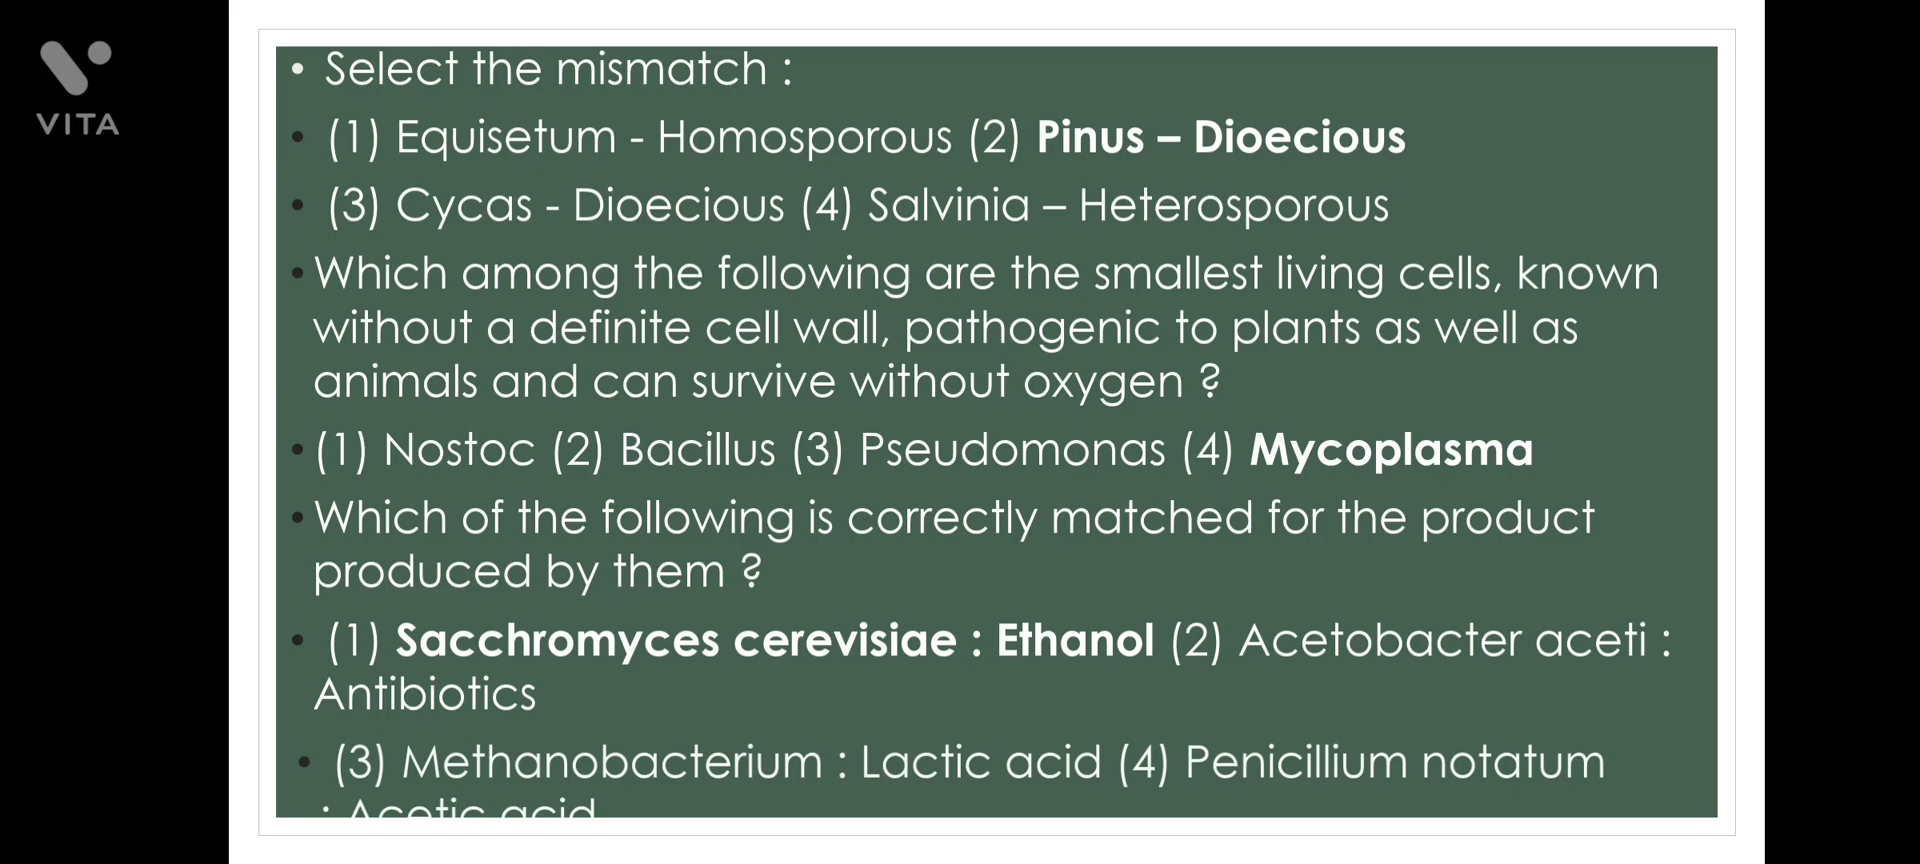 VITA
• Select the mismatch :
• (1) Equisetum - Homosporous (2) Pinus – Dioecious
• (3) Cycas - Dioecious (4) Salvinia – Heterosporous
• Which among the following are the smallest living cells, known
without a definite cell wall, pathogenic to plants as well as
animals and can survive without oxygen ?
• (1) Nostoc (2) Bacillus (3) Pseudomonas (4) Mycoplasma
• Which of the following is correctly matched for the product
produced by them ?
• (1) Sacchromyces cerevisiae : Ethanol (2) Acetobacter aceti :
Antibiotics
• (3) Methanobacterium : Lactic acid (4) Penicillium notatum
: Acetic acid